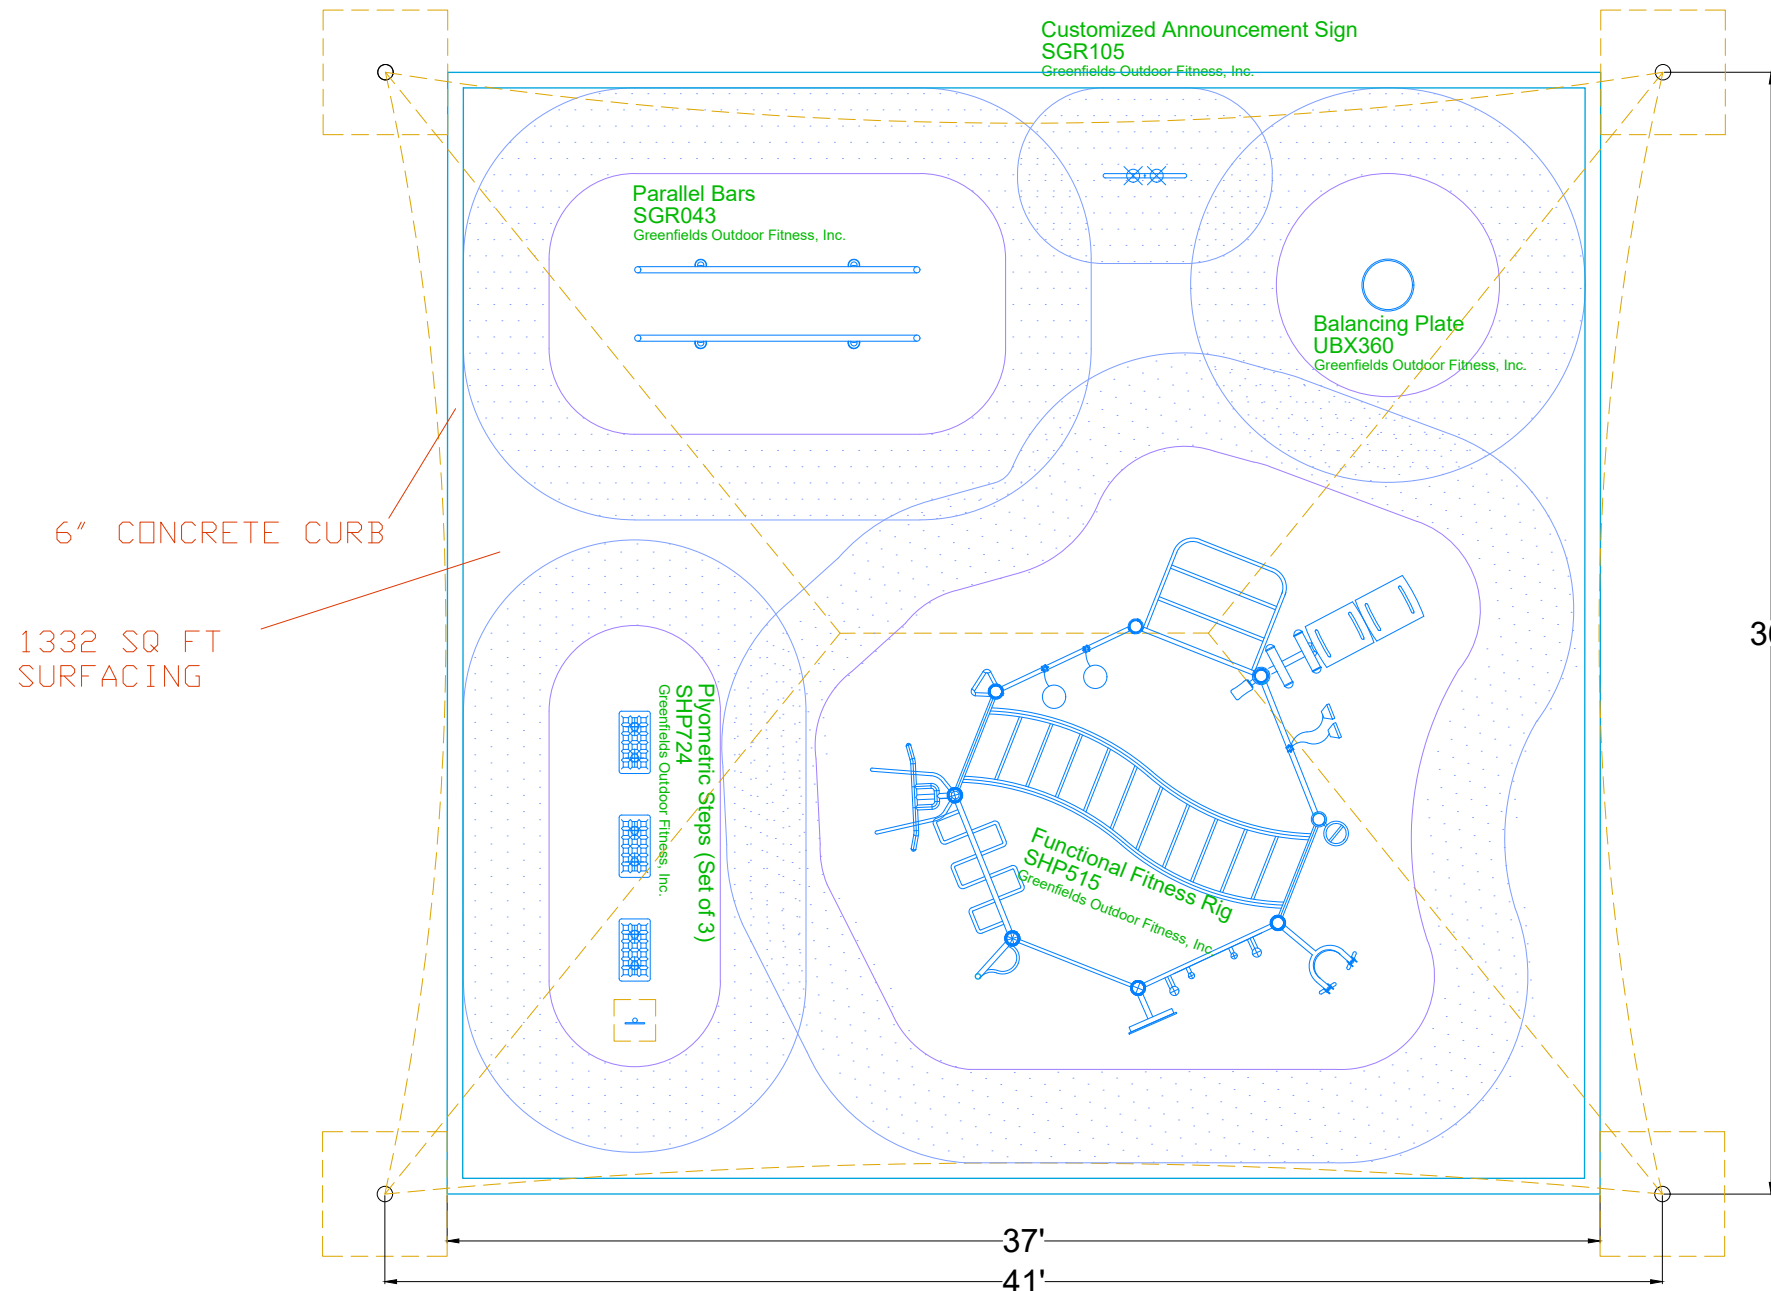 Customized Announcement Sign
SGR105
Greenfields Outdoor Fitness, Inc.
Parallel Bars
SGR043
Greenfields Outdoor Fitness, Inc.
Balancing Plate
UBX360
Greenfields Outdoor Fitness, Inc.
6" CONCRETE CURB
1332 SQ FT
SURFACING
Plyometric Steps (Set of 3)
SHP724
Greenfields Outdoor Fitness, Inc.
Functional Fitness Rig
SHP515
Greenfields Outdoor Fitness, Inc.
37'
41'